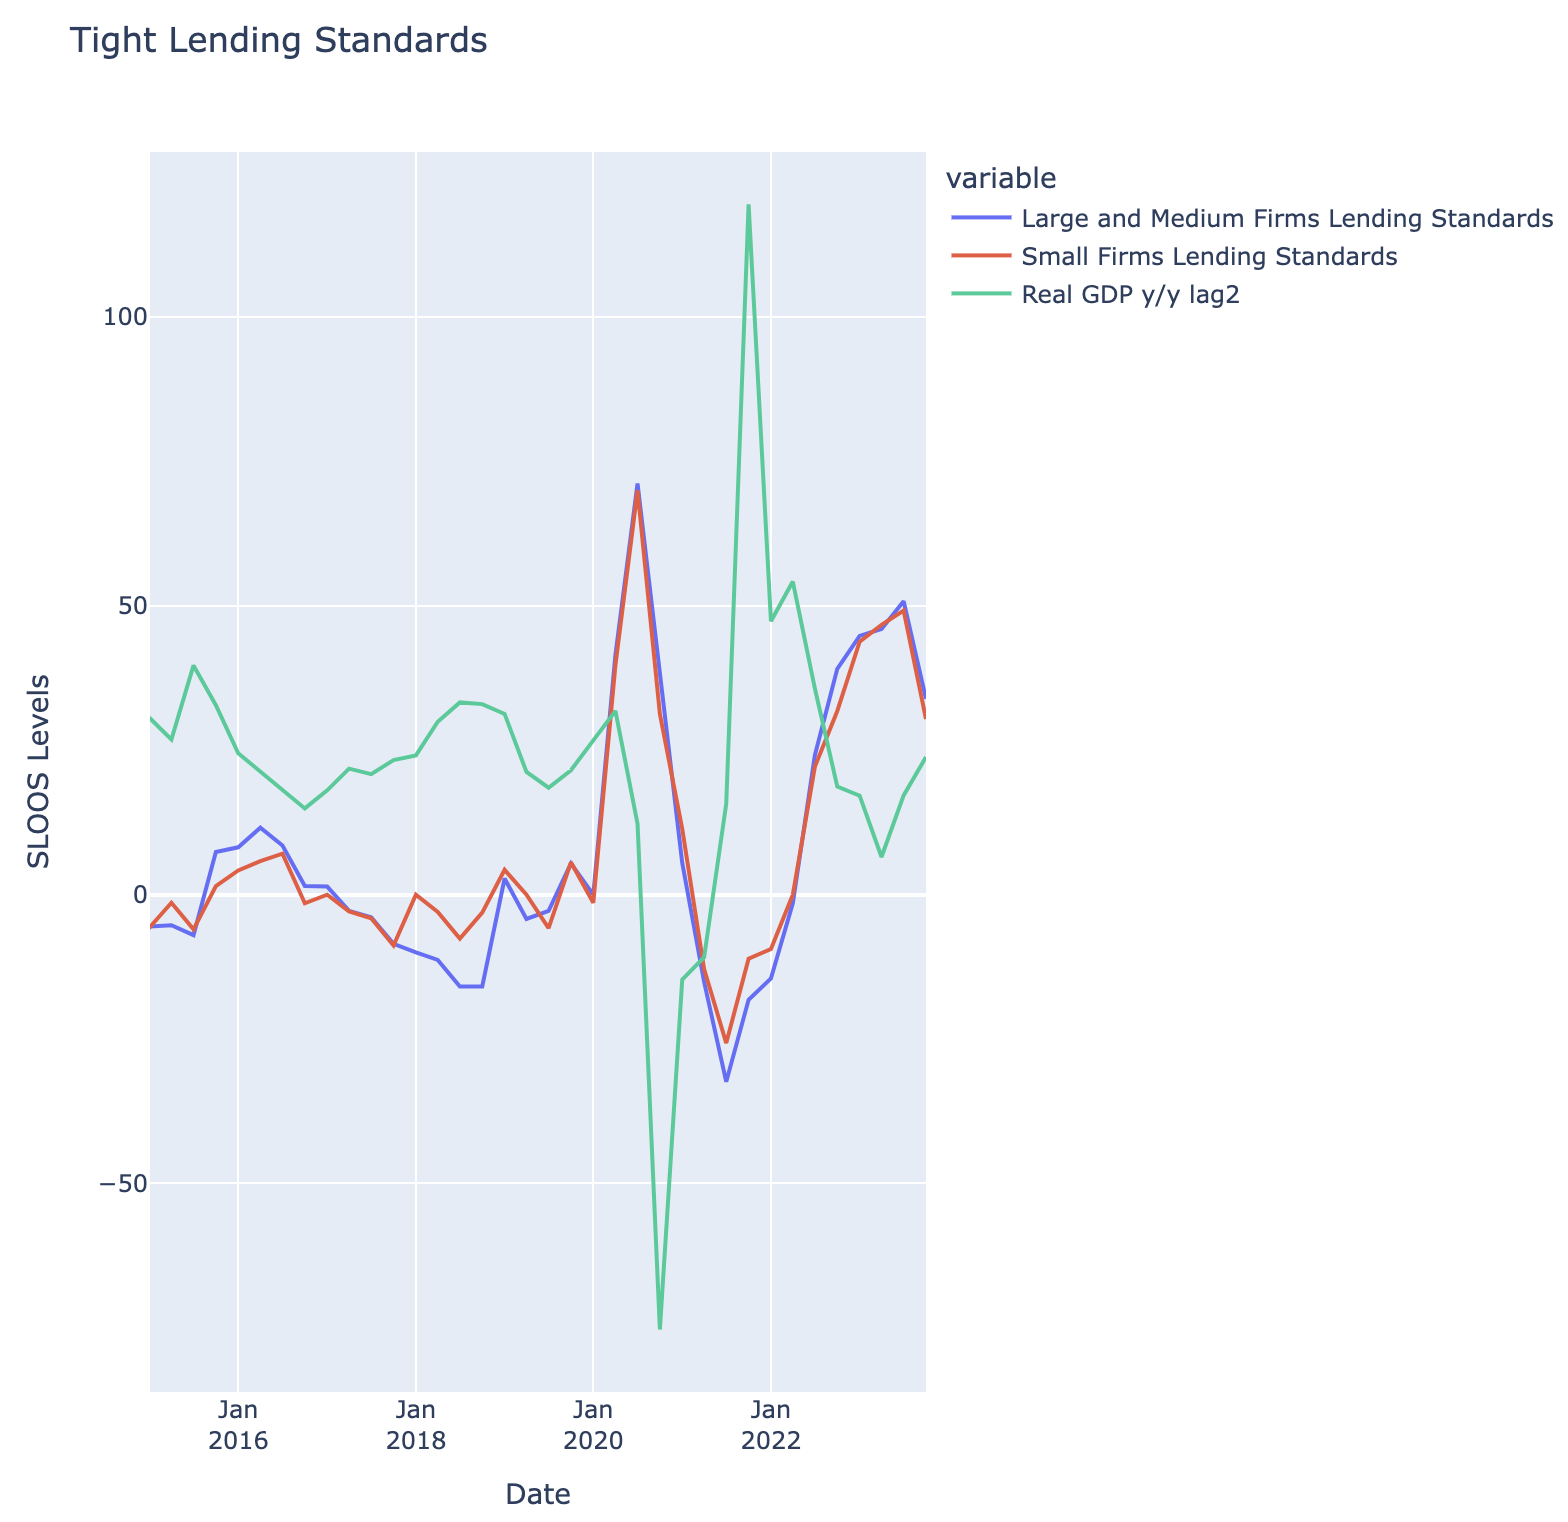 Tight Lending Standards
variable
Large and Medium Firms Lending Standards
Small Firms Lending Standards
Real GDP y/y lag2
SLOOS Levels
100
50
0
−50
Jan
2016
Jan
2018
Jan
2020
Jan
2022
Date